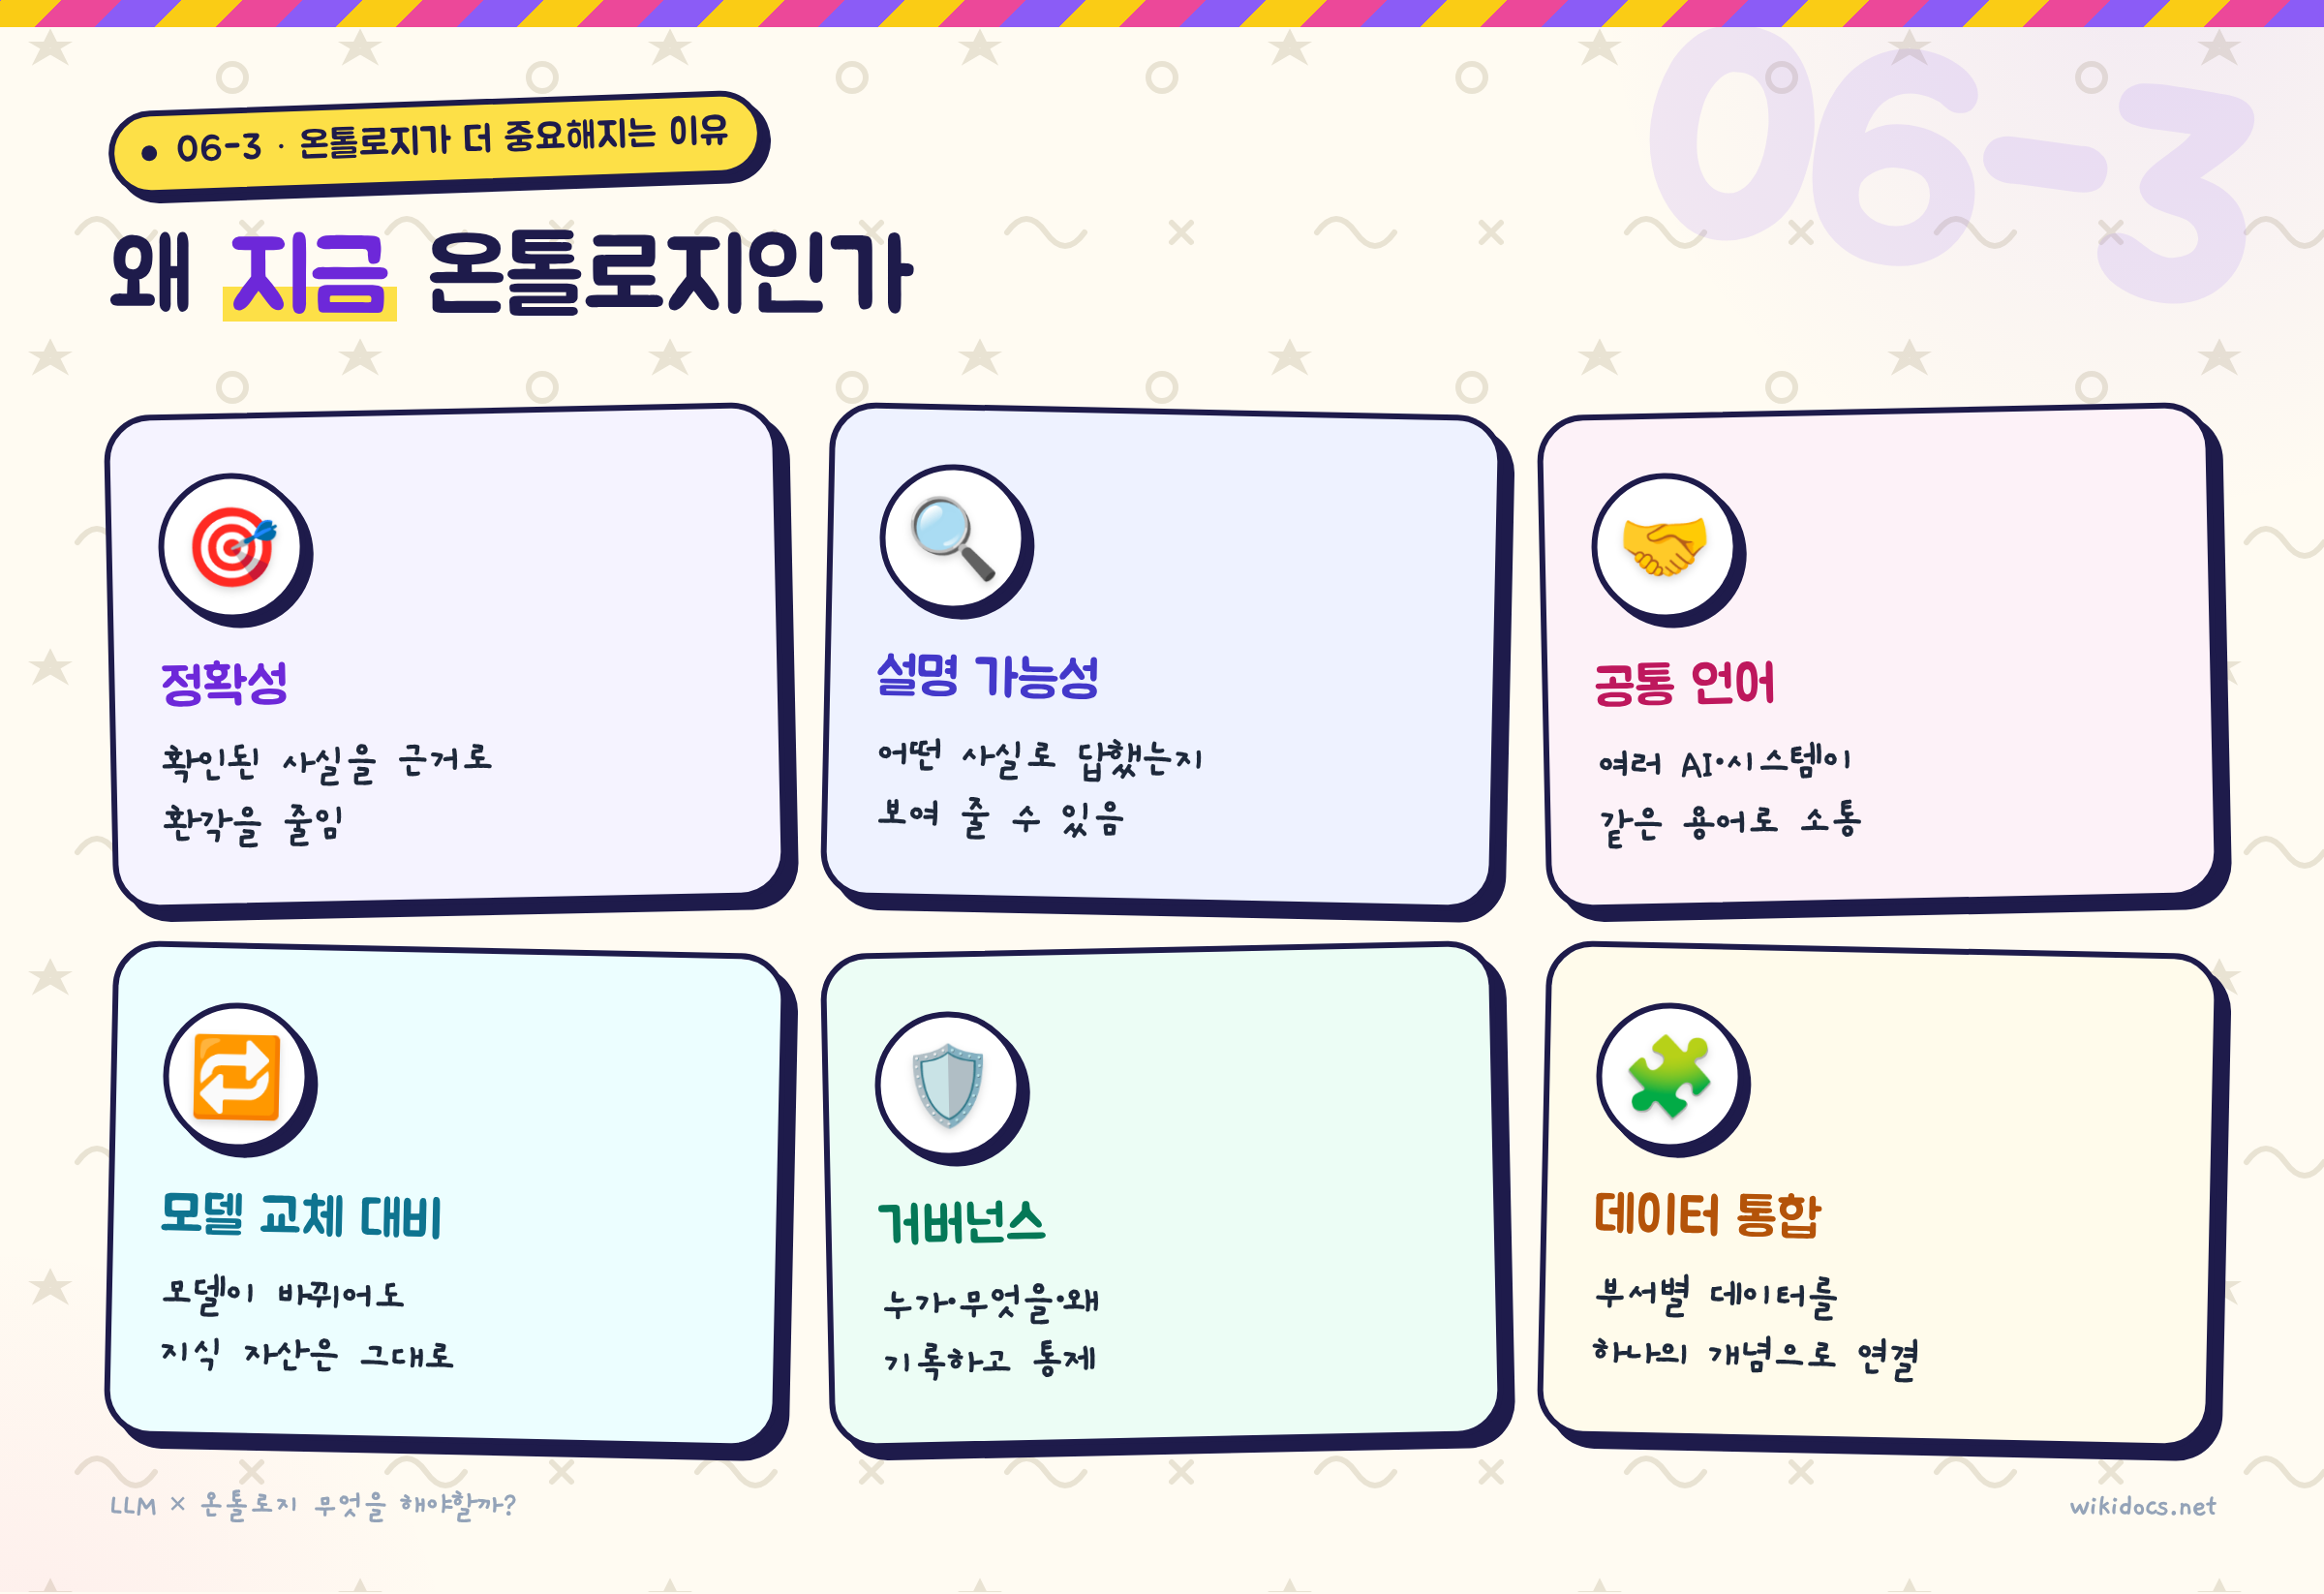 06-3
06-3 · 온톨로지가 더 중요해지는 이유
왜 지금 온톨로지인가
정확성
확인된 사실을 근거로
환각을 줄임
설명 가능성
어떤 사실로 답했는지
보여 줄 수 있음
공통 언어
여러 AI·시스템이
같은 용어로 소통
모델 교체 대비
모델이 바뀌어도
지식 자산은 그대로
거버넌스
누가·무엇을·왜
기록하고 통제
데이터 통합
부서별 데이터를
하나의 개념으로 연결
LLM × 온톨로지 무엇을 해야할까?
wikidocs.net